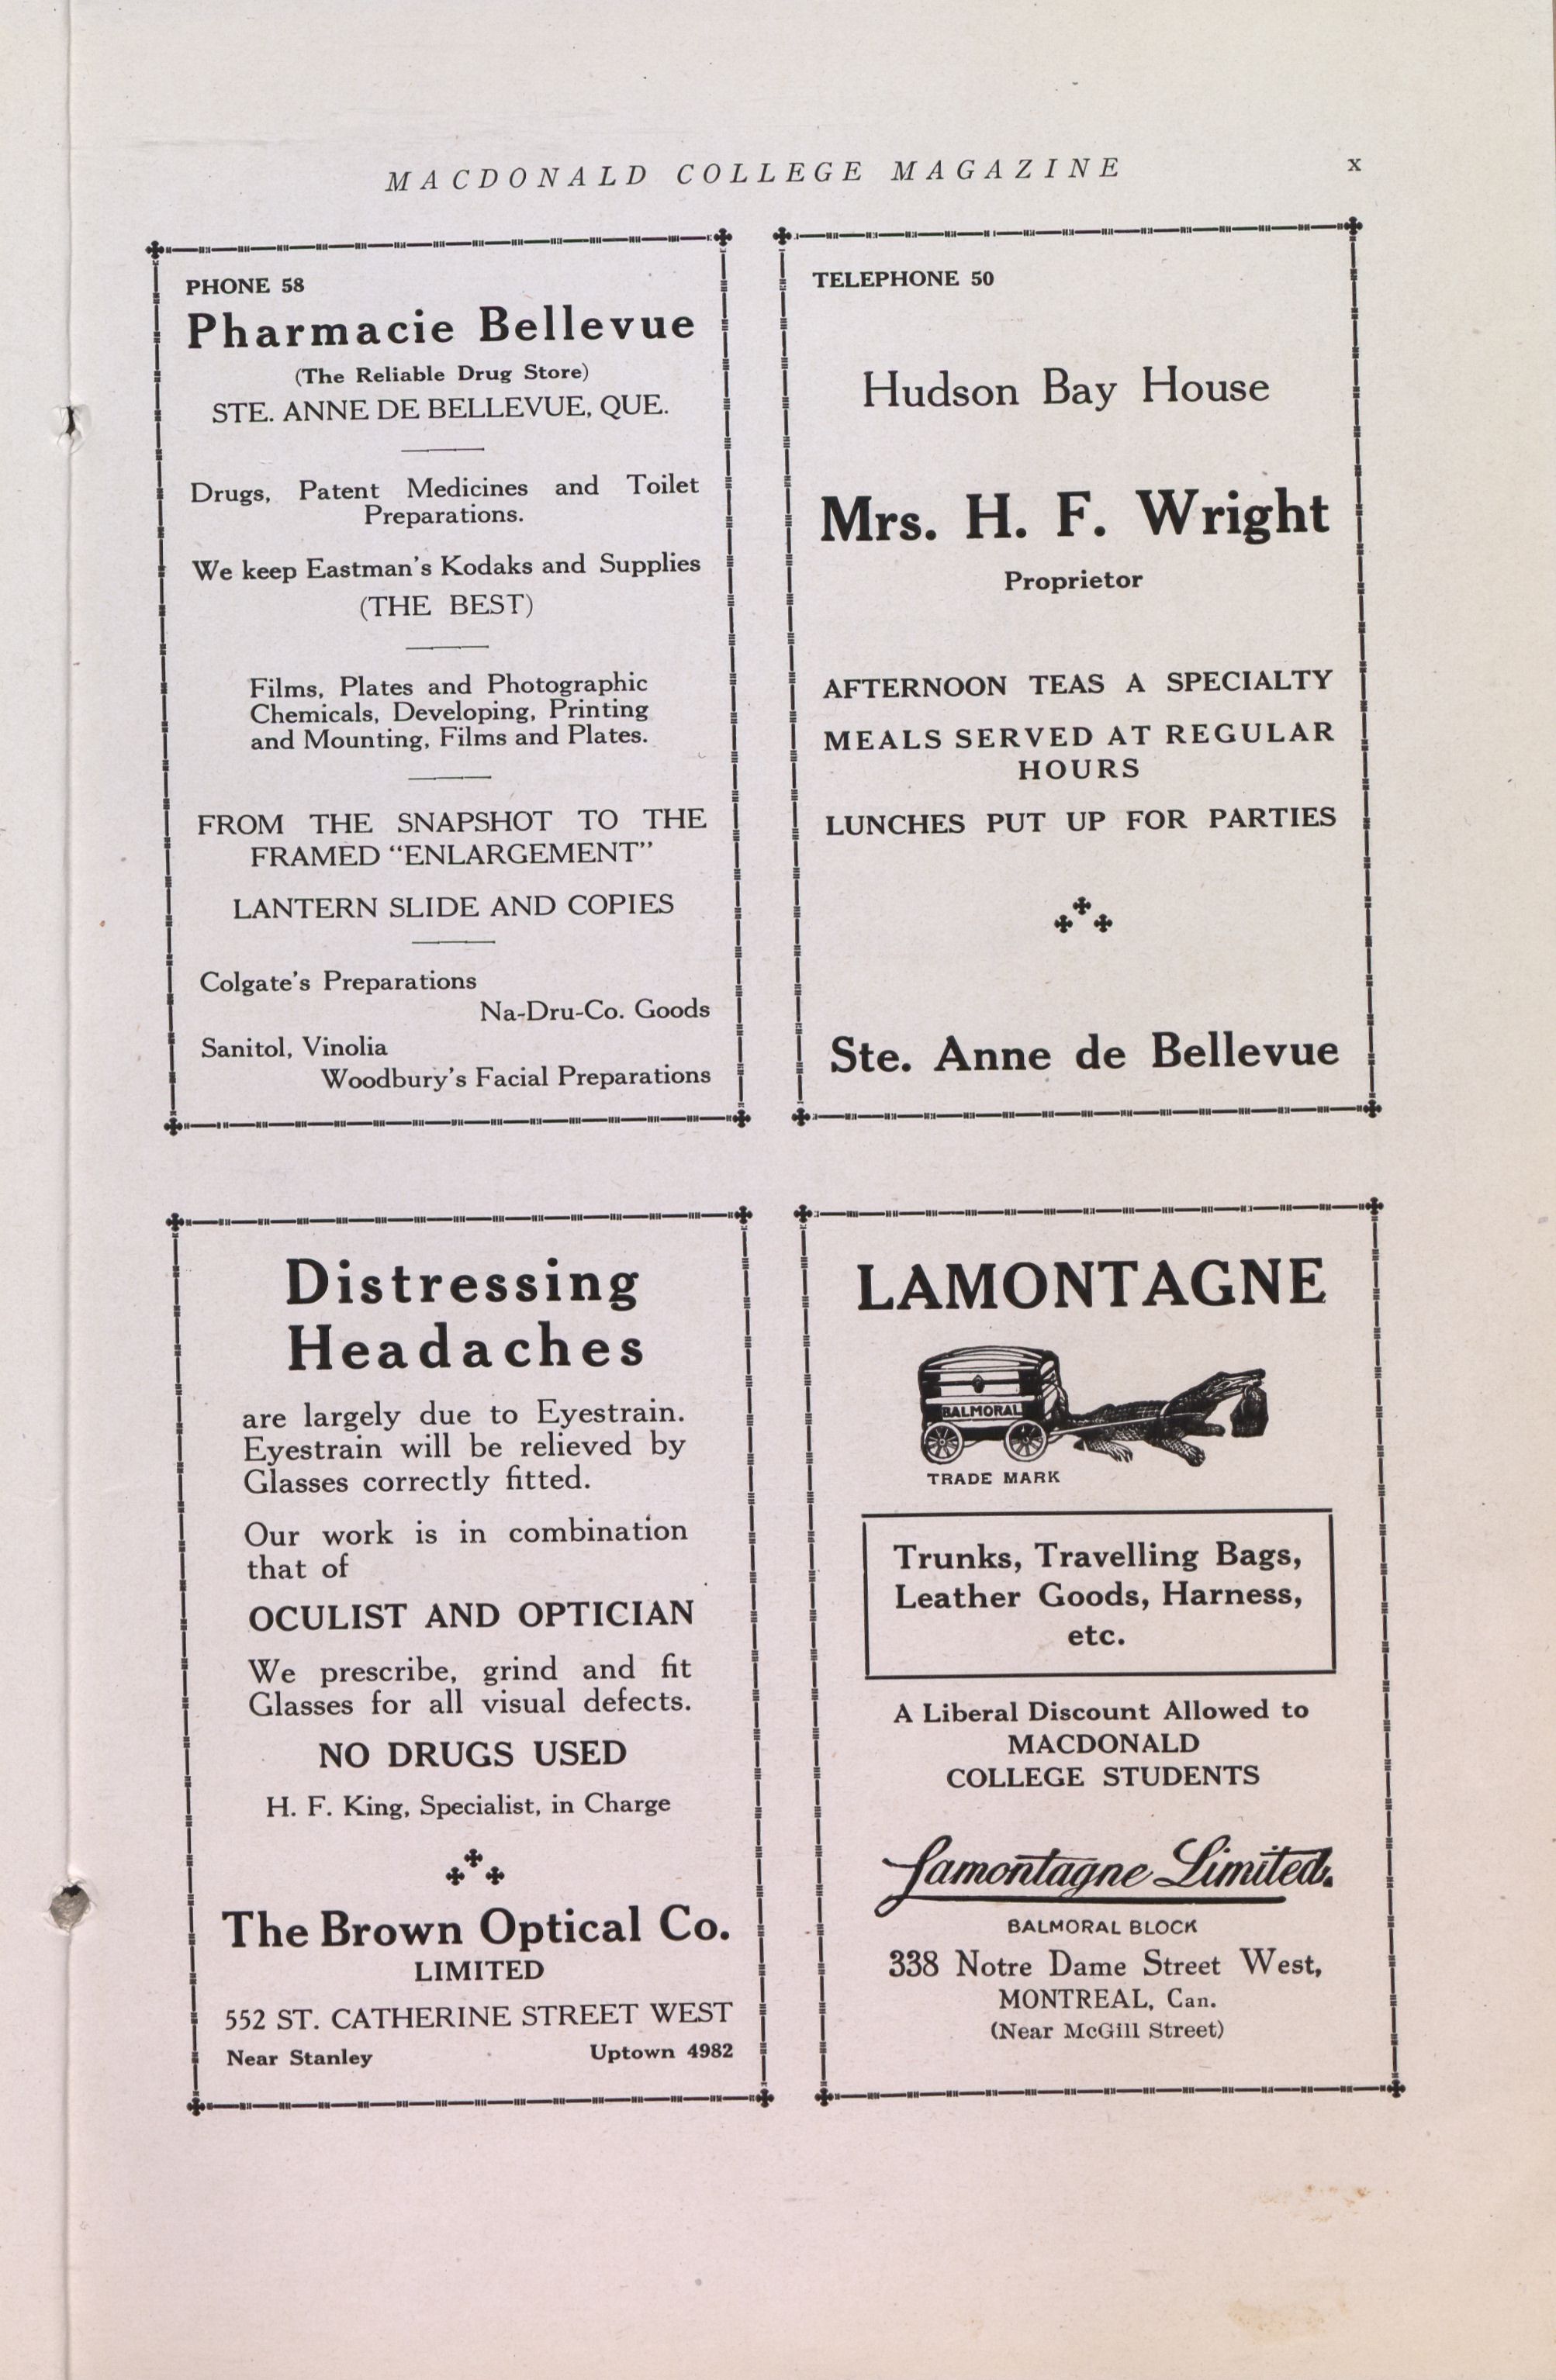 MACDONALD COLLEGE MAGAZINE x
PHONE 58
Pharmacie Bellevue
(The Reliable Drug Store)
STE. ANNE DE BELLEVUE, QUE.
Drugs, Patent Medicines and Toilet
Preparations.
We keep Eastman's Kodaks and Supplies
(THE BEST)
Films, Plates and Photographic
Chemicals, Developing, Printing
and Mounting, Films and Plates.
FROM THE SNAPSHOT TO THE
FRAMED “ENLARGEMENT”
LANTERN SLIDE AND COPIES
Colgate's Preparations
Na-Dru-Co. Goods
Sanitol, Vinolia
Woodbury's Facial Preparations
TELEPHONE 50
Hudson Bay House
Mrs. H. F. Wright
Proprietor
AFTERNOON TEAS A SPECIALTY
MEALS SERVED AT REGULAR
HOURS
LUNCHES PUT UP FOR PARTIES
Ste. Anne de Bellevue
Distressing
Headaches
are largely due to Eyestrain.
Eyestrain will be relieved by
Glasses correctly fitted.
Our work is in combination
that of
OCULIST AND OPTICIAN
We prescribe, grind and fit
Glasses for all visual defects.
NO DRUGS USED
H. F. King, Specialist, in Charge
The Brown Optical Co.
LIMITED
552 ST. CATHERINE STREET WEST
Near Stanley Uptown 4982
LAMONTAGNE
BALMORAL
TRADE MARK
Trunks, Travelling Bags,
Leather Goods, Harness,
etc.
A Liberal Discount Allowed to
MACDONALD
COLLEGE STUDENTS
Lamontagne Limited.
BALMORAL BLOCK
338 Notre Dame Street West,
MONTREAL, Can.
(Near McGill Street)